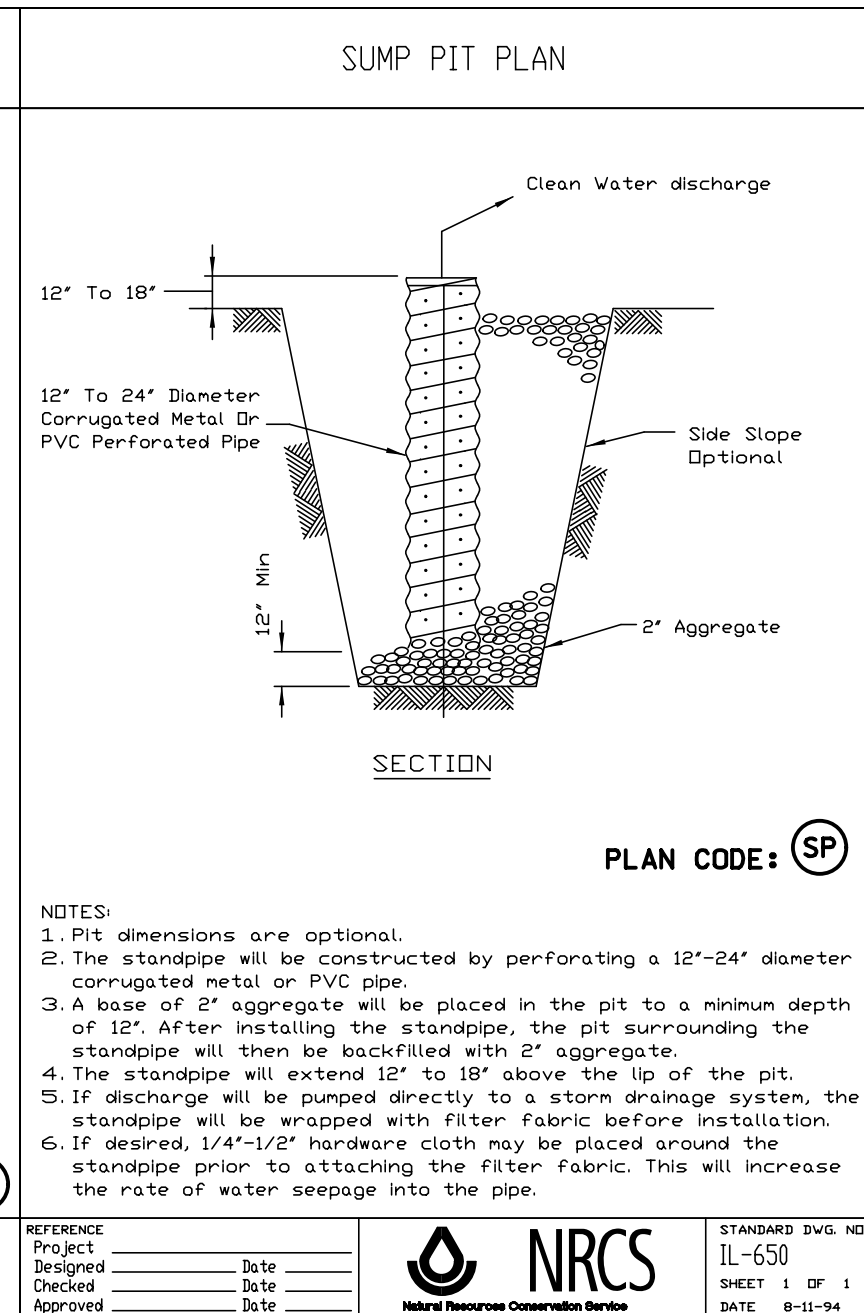 SUMP PIT PLAN
Clean Water discharge
12" To 18"
12" To 24" Diameter
Corrugated Metal Or
PVC Perforated Pipe
Side Slope
Optional
12" Min
2" Aggregate
SECTION
PLAN CODE: SP
NOTES:
1. Pit dimensions are optional.
2. The standpipe will be constructed by perforating a 12"-24" diameter
corrugated metal or PVC pipe.
3. A base of 2" aggregate will be placed in the pit to a minimum depth
of 12". After installing the standpipe, the pit surrounding the
standpipe will then be backfilled with 2" aggregate.
4. The standpipe will extend 12" to 18" above the lip of the pit.
5. If discharge will be pumped directly to a storm drainage system, the
standpipe will be wrapped with filter fabric before installation.
6. If desired, 1/4"-1/2" hardware cloth may be placed around the
standpipe prior to attaching the filter fabric. This will increase
the rate of water seepage into the pipe.
REFERENCE
Project
Designed Date
Checked Date
Approved Date
NRCS
Natural Resources Conservation Service
STANDARD DWG. NO
IL-650
SHEET 1 OF 1
DATE 8-11-94